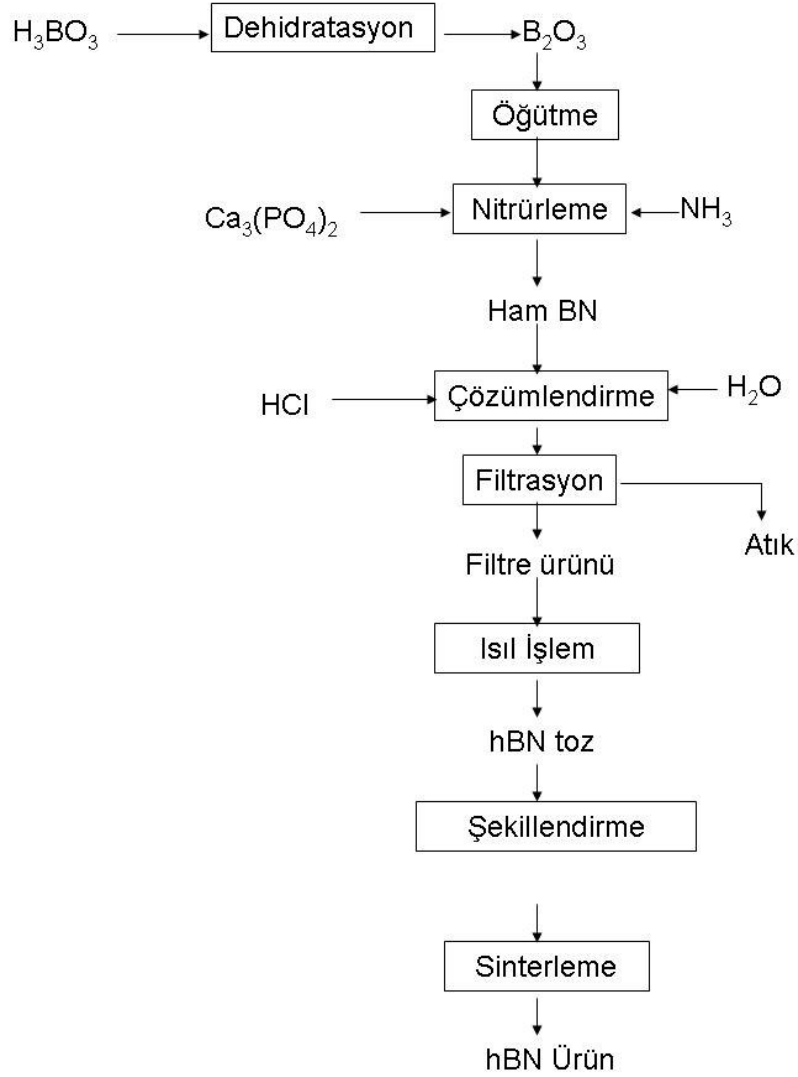 H₃BO₃ Dehidratasyon B₂O₃
Öğütme
Ca₃(PO₄)₂ Nitrürleme NH₃
Ham BN
HCl Çözümlendirme H₂O
Filtrasyon
Atık
Filtre ürünü
Isıl İşlem
hBN toz
Şekillendirme
Sinterleme
hBN Ürün